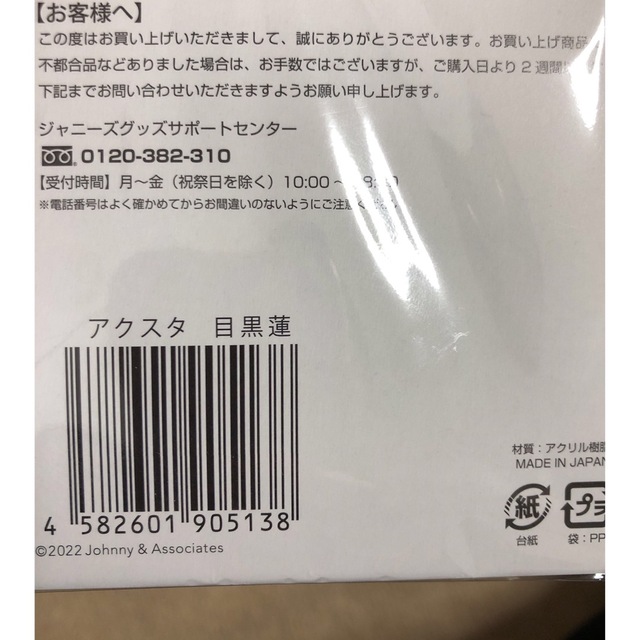 【お客様へ】
この度はお買い上げいただきまして、誠にありがとうございます。お買い上げ商品
不都合品などありました場合は、お手数ではございますが、ご購入日より2週間
下記までお問い合わせいただきますようお願い申し上げます。
ジャニーズグッズサポートセンター
0120-382-310
【受付時間】月～金（祝祭日を除く）10:00～
※電話番号はよく確かめてからお間違いのないようにご注意
アクスタ 目黒蓮
4 582601 905138
©2022 Johnny & Associates
材質：アクリル樹脂
MADE IN JAPAN
紙
プラ
台紙
袋：PP